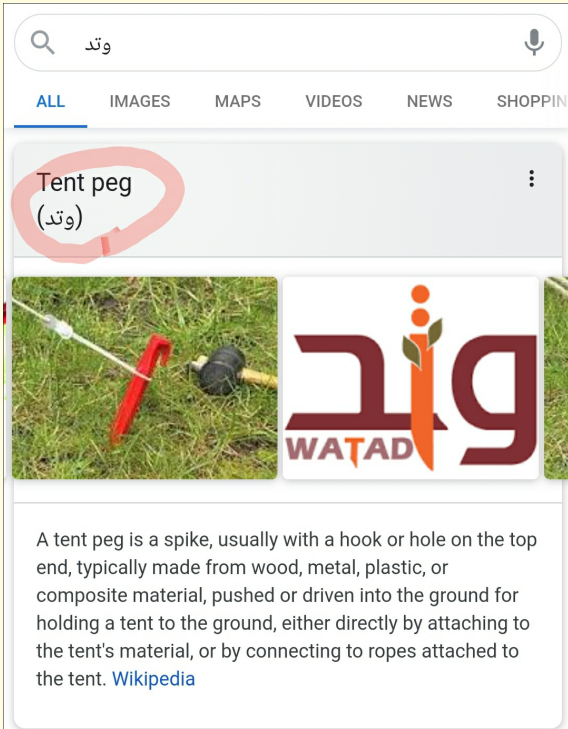 وتد
ALL IMAGES MAPS VIDEOS NEWS SHOPPIN
Tent peg
(وتد)
وتد
WATAD
A tent peg is a spike, usually with a hook or hole on the top
end, typically made from wood, metal, plastic, or
composite material, pushed or driven into the ground for
holding a tent to the ground, either directly by attaching to
the tent's material, or by connecting to ropes attached to
the tent. Wikipedia